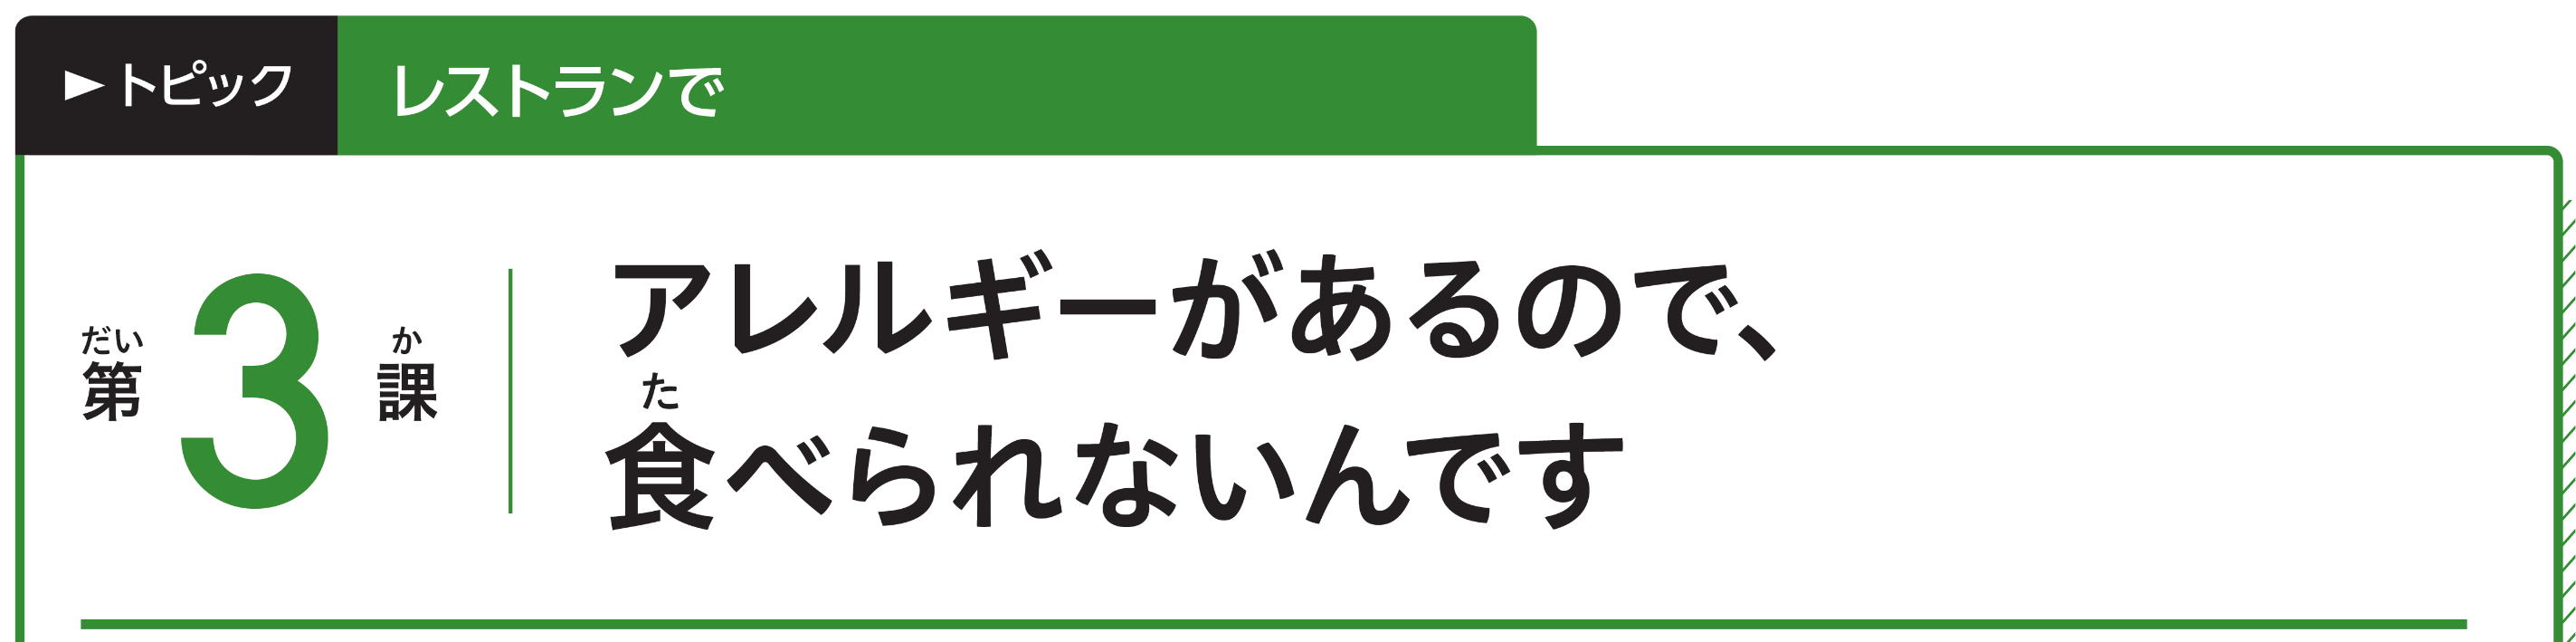 ▶トピック レストランで
だい か
第3課
アレルギーがあるので、
た
食べられないんです